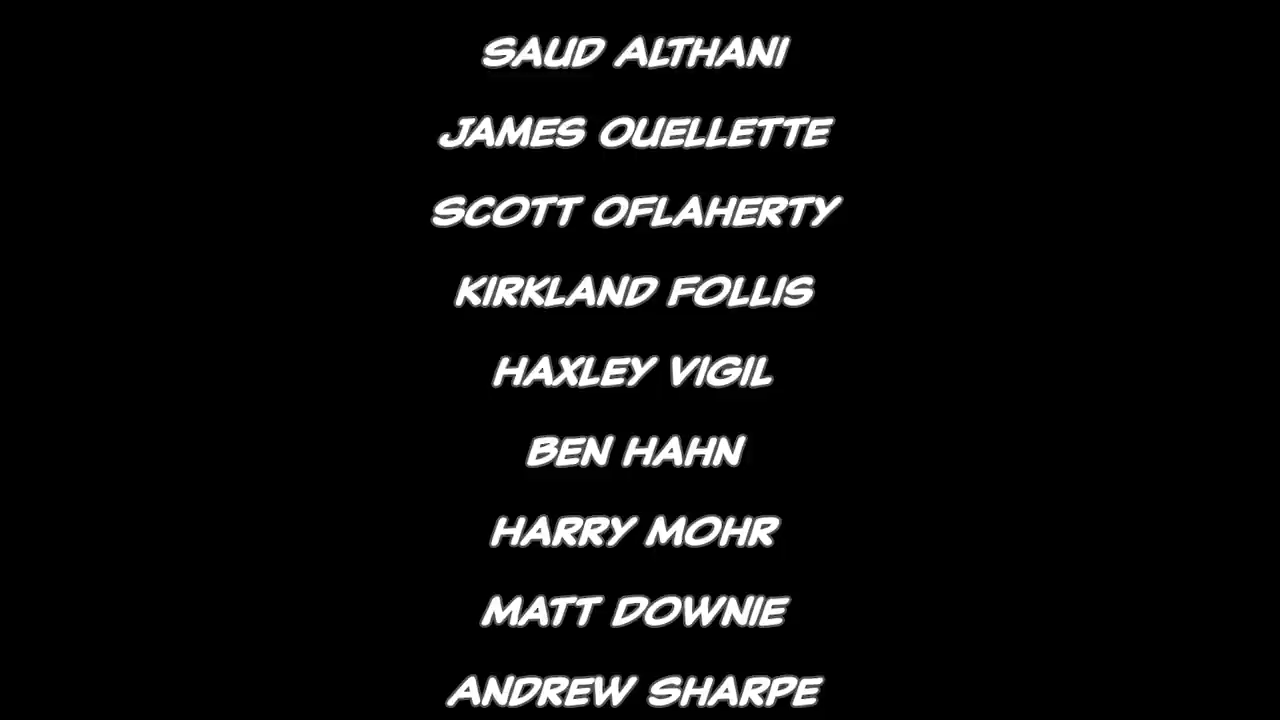 SAUD ALTHANI
JAMES OUELLETTE
SCOTT OFLAHERTY
KIRKLAND FOLLIS
HAXLEY VIGIL
BEN HAHN
HARRY MOHR
MATT DOWNIE
ANDREW SHARPE